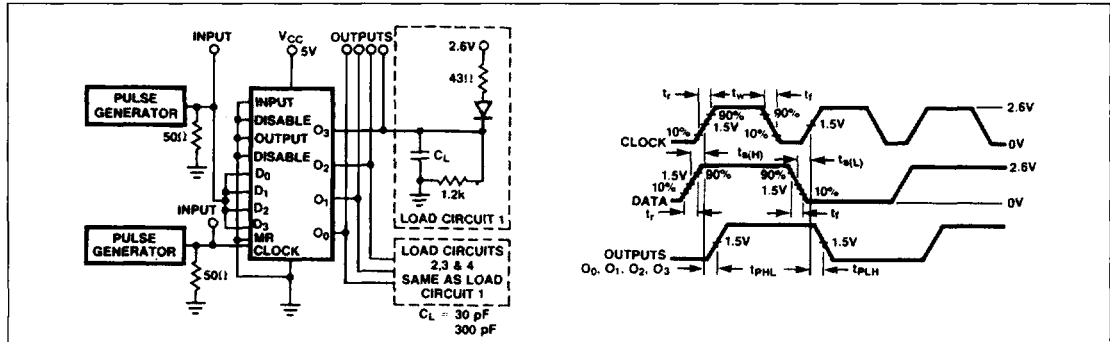 INPUT
VCC
5V
OUTPUTS
2.6V
43Ω
PULSE
GENERATOR
50Ω
INPUT
DISABLE
OUTPUT
DISABLE
D0
D1
D2
D3
MR
CLOCK
O3
O2
O1
O0
CL
1.2k
LOAD CIRCUIT 1
INPUT
PULSE
GENERATOR
50Ω
LOAD CIRCUITS
2,3 & 4
SAME AS LOAD
CIRCUIT 1
CL = 30 pF
300 pF
tr
tw
tf
90%
90%
2.6V
1.5V
1.5V
10%
10%
CLOCK
0V
ts(H)
ts(L)
2.6V
1.5V
90%
90%
10%
1.5V
10%
DATA
0V
tr
tf
1.5V
1.5V
OUTPUTS
O0, O1, O2, O3
tPHL
tPLH